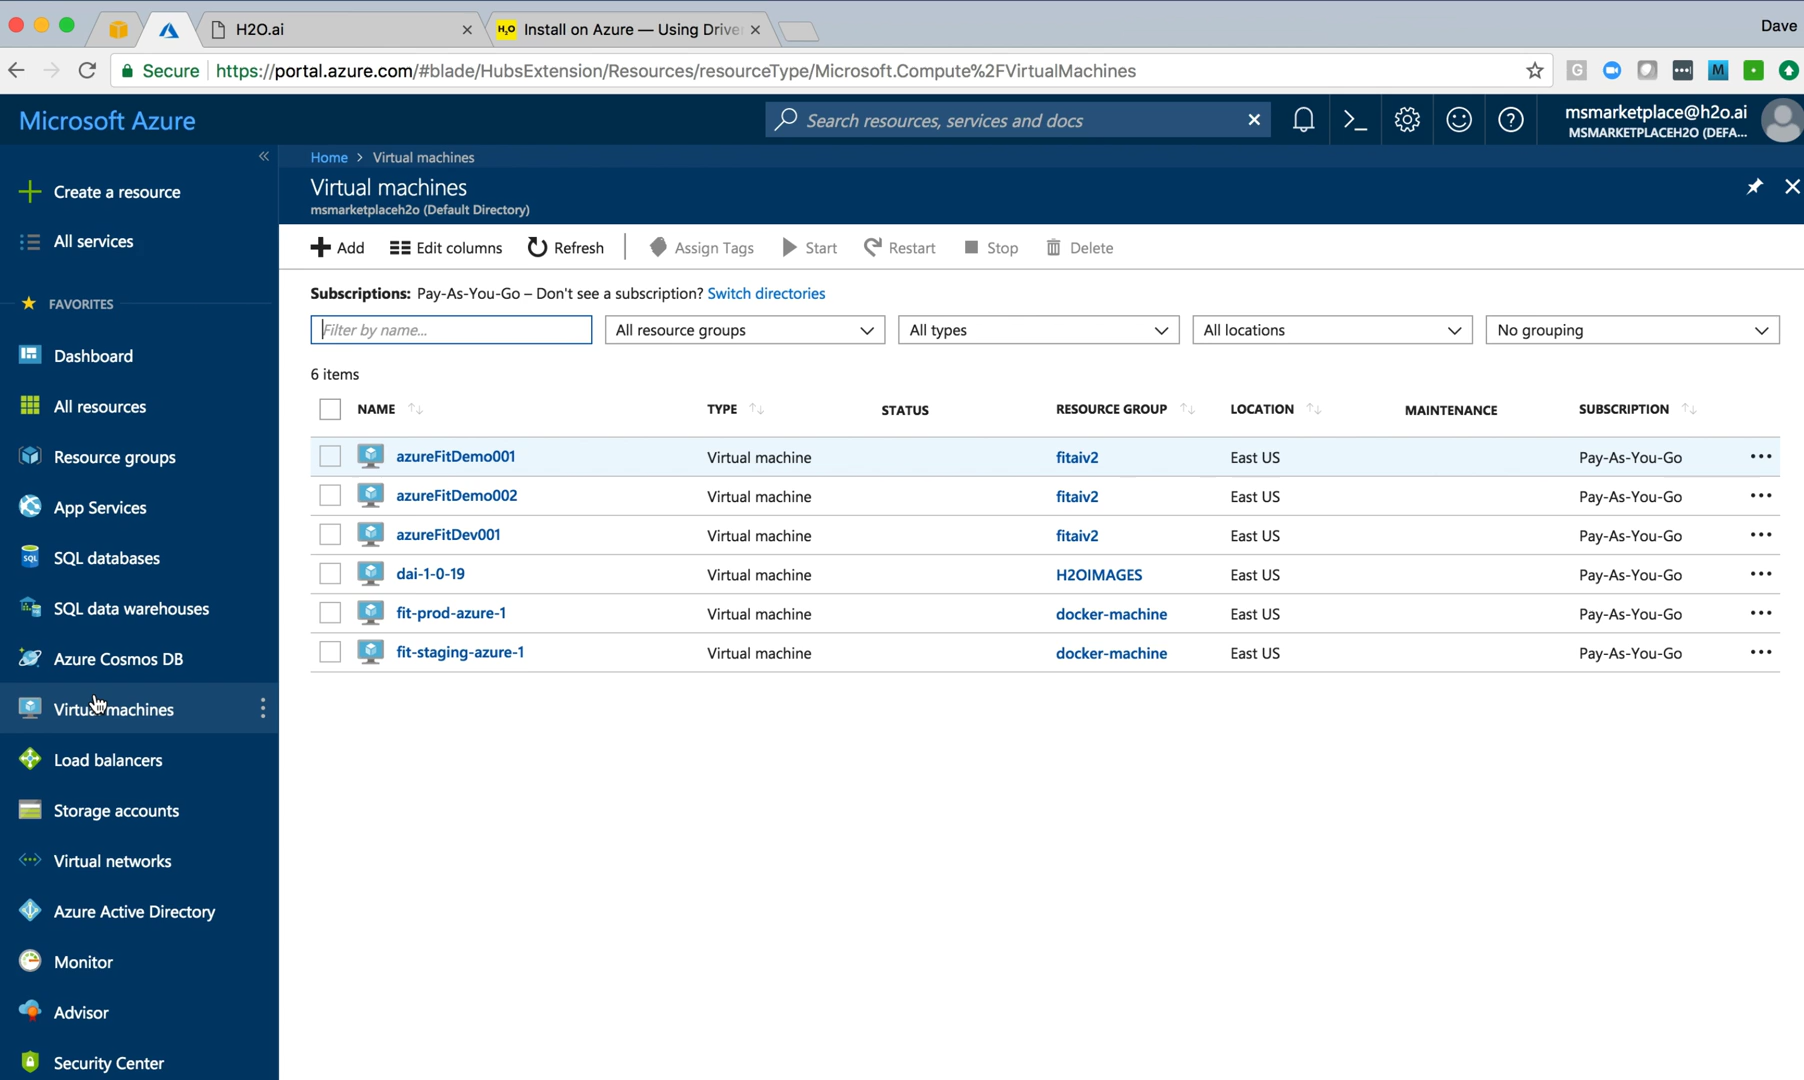 H2O.ai
H₂O Install on Azure — Using Drive
Dave
Secure https://portal.azure.com/#blade/HubsExtension/Resources/resourceType/Microsoft.Compute%2FVirtualMachines
G M
Microsoft Azure
Search resources, services and docs
msmarketplace@h2o.ai
MSMARKETPLACEH2O (DEFA...
Create a resource
All services
FAVORITES
Dashboard
All resources
Resource groups
App Services
SQL databases
SQL data warehouses
Azure Cosmos DB
Virtual machines
Load balancers
Storage accounts
Virtual networks
Azure Active Directory
Monitor
Advisor
Security Center
Home > Virtual machines
Virtual machines
msmarketplaceh2o (Default Directory)
Add Edit columns Refresh Assign Tags Start Restart Stop Delete
Subscriptions: Pay-As-You-Go – Don't see a subscription? Switch directories
Filter by name... All resource groups All types All locations No grouping
6 items
NAME TYPE STATUS RESOURCE GROUP LOCATION MAINTENANCE SUBSCRIPTION
azureFitDemo001 Virtual machine fitaiv2 East US Pay-As-You-Go
azureFitDemo002 Virtual machine fitaiv2 East US Pay-As-You-Go
azureFitDev001 Virtual machine fitaiv2 East US Pay-As-You-Go
dai-1-0-19 Virtual machine H2OIMAGES East US Pay-As-You-Go
fit-prod-azure-1 Virtual machine docker-machine East US Pay-As-You-Go
fit-staging-azure-1 Virtual machine docker-machine East US Pay-As-You-Go